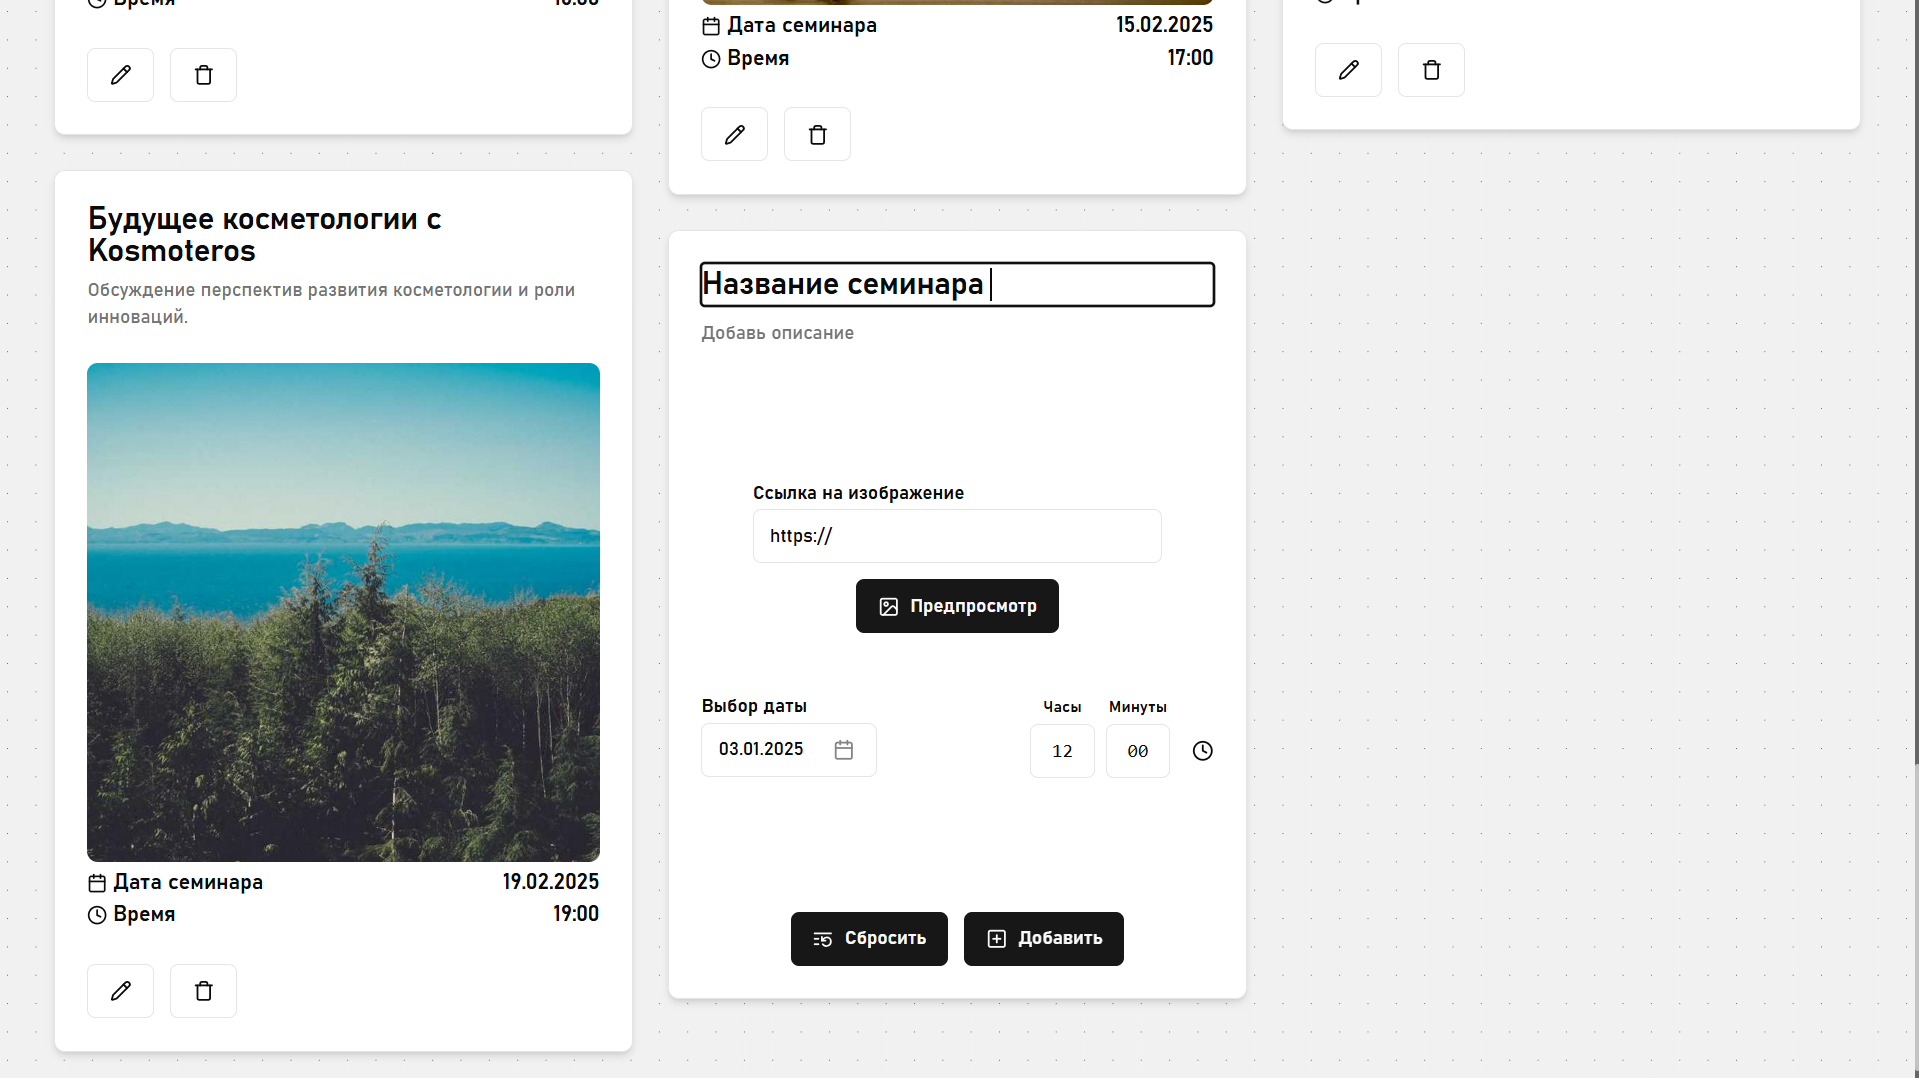 Время
Будущее косметологии с
Kosmoteros
Обсуждение перспектив развития косметологии и роли
инноваций.
Дата семинара 19.02.2025
Время 19:00
Дата семинара 15.02.2025
Время 17:00
Название семинара
Добавь описание
Ссылка на изображение
https://
Предпросмотр
Выбор даты
Часы Минуты
03.01.2025
12 00
Сбросить Добавить